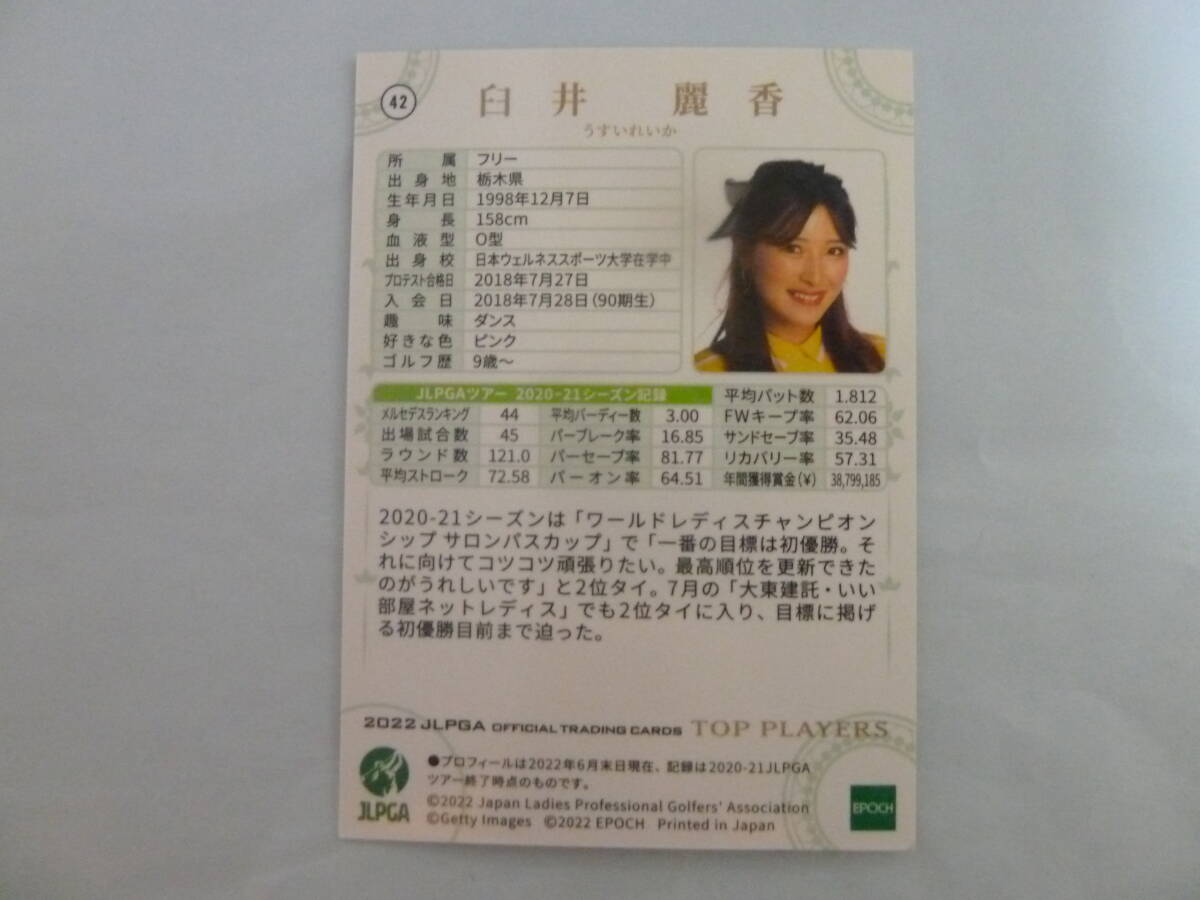 42
臼井 麗香
うすいれいか
所属 フリー
出身地 栃木県
生年月日 1998年12月7日
身長 158cm
血液型 O型
出身校 日本ウェルネススポーツ大学在学中
プロテスト合格日 2018年7月27日
入会日 2018年7月28日(90期生)
趣味 ダンス
好きな色 ピンク
ゴルフ歴 9歳〜
JLPGAツアー 2020-21シーズン記録 平均パット数 1.812
メルセデスランキング 44 平均バーディー数 3.00 FWキープ率 62.06
出場試合数 45 パーブレーク率 16.85 サンドセーブ率 35.48
ラウンド数 121.0 パーセーブ率 81.77 リカバリー率 57.31
平均ストローク 72.58 パーオン率 64.51 年間獲得賞金(¥) 38,799,185
2020-21シーズンは「ワールドレディスチャンピオン
シップ サロンパスカップ」で「一番の目標は初優勝。そ
れに向けてコツコツ頑張りたい。最高順位を更新できた
のがうれしいです」と2位タイ。7月の「大東建託・いい
部屋ネットレディス」でも2位タイに入り、目標に掲げ
る初優勝目前まで迫った。
2022 JLPGA OFFICIAL TRADING CARDS TOP PLAYERS
●プロフィールは2022年6月末日現在、記録は2020-21JLPGA
ツアー終了時点のものです。
©2022 Japan Ladies Professional Golfers' Association
©Getty Images ©2022 EPOCH Printed in Japan
JLPGA
EPOCH